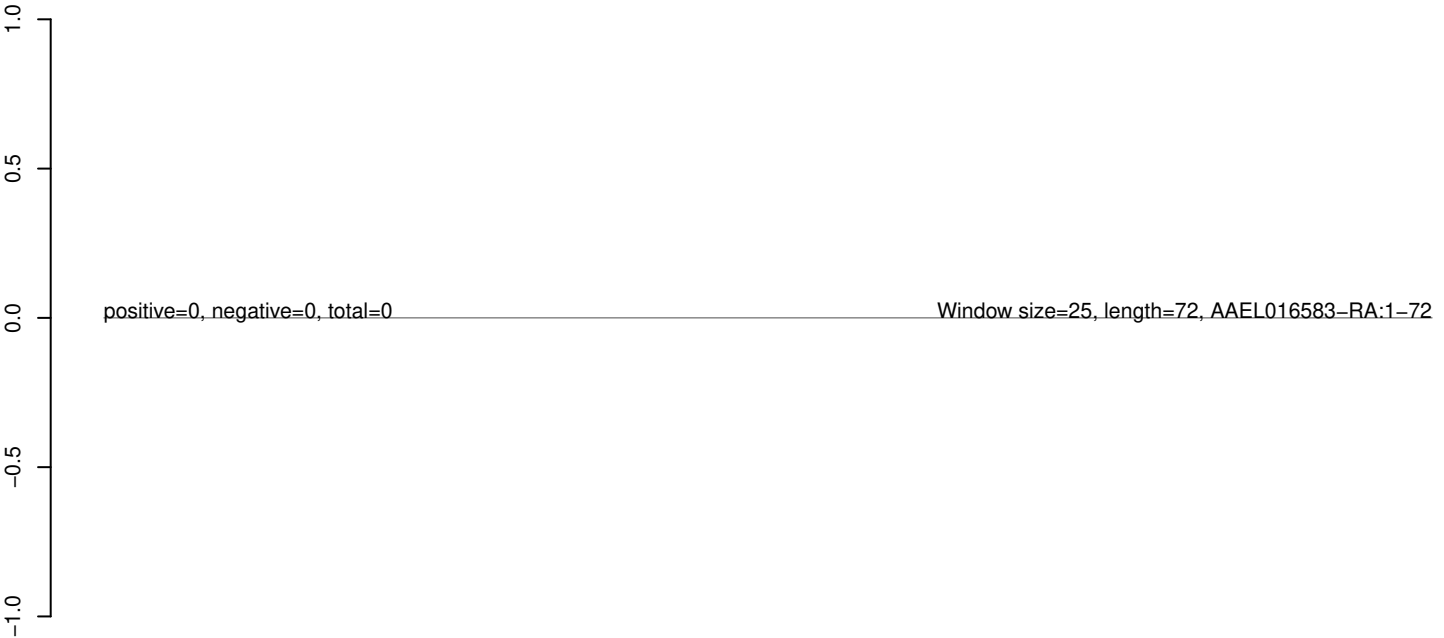 1.0
0.5
0.0
−0.5
−1.0
positive=0, negative=0, total=0
Window size=25, length=72, AAEL016583−RA:1−72